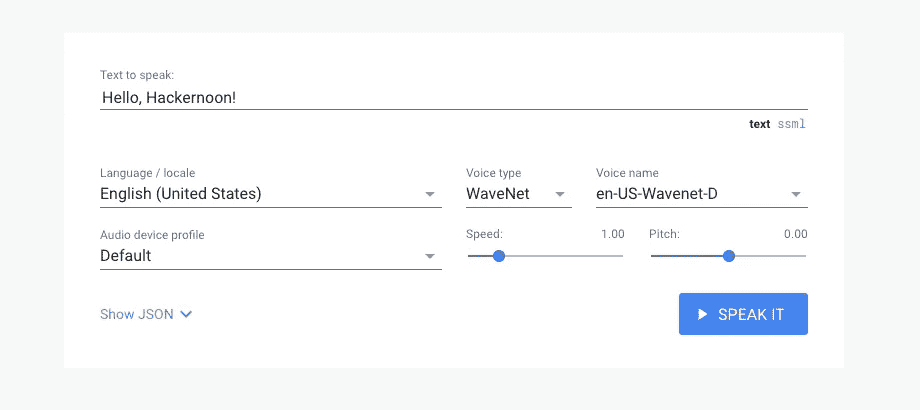 Text to speak:
Hello, Hackernoon!
text ssml
Language / locale
Voice type
Voice name
English (United States)
WaveNet
en-US-Wavenet-D
Audio device profile
Speed:
1.00
Pitch:
0.00
Default
Show JSON
SPEAK IT